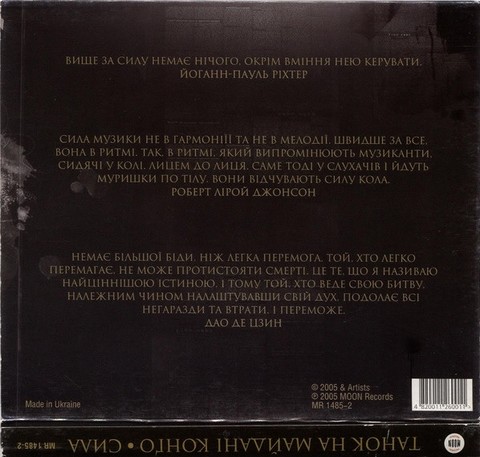 ВИЩЕ ЗА СИЛУ НЕМАЄ НІЧОГО, ОКРІМ ВМІННЯ НЕЮ КЕРУВАТИ.
ЙОГАНН-ПАУЛЬ РІХТЕР
СИЛА МУЗИКИ НЕ В ГАРМОНІЇ ТА НЕ В МЕЛОДІЇ. ШВИДШЕ ЗА ВСЕ,
ВОНА В РИТМІ. ТАК, В РИТМІ, ЯКИЙ ВИПРОМІНЮЮТЬ МУЗИКАНТИ,
СИДЯЧІ У КОЛІ, ЛИЦЕМ ДО ЛИЦЯ. САМЕ ТОДІ У СЛУХАЧІВ І ЙДУТЬ
МУРИШКИ ПО ТІЛУ. ВОНИ ВІДЧУВАЮТЬ СИЛУ КОЛА.
РОБЕРТ ЛІРОЙ ДЖОНСОН
НЕМАЄ БІЛЬШОЇ БІДИ, НІЖ ЛЕГКА ПЕРЕМОГА. ТОЙ, ХТО ЛЕГКО
ПЕРЕМАГАЄ, НЕ МОЖЕ ПРОТИСТОЯТИ СМЕРТІ. ЦЕ ТЕ, ЩО Я НАЗИВАЮ
НАЙЦІННІШОЮ ІСТИНОЮ. І ТОМУ ТОЙ, ХТО ВЕДЕ СВОЮ БИТВУ,
НАЛЕЖНИМ ЧИНОМ НАЛАШТУВАВШИ СВІЙ ДУХ, ПОДОЛАЄ ВСІ
НЕГАРАЗДИ ТА ВТРАТИ. І ПЕРЕМОЖЕ.
ДАО ДЕ ЦЗИН
Made in Ukraine
© 2005 & Artists
℗ 2005 MOON Records
MR 1485-2
4820011260011
MOON
ТАНОК НА МАЙДАНІ КОНҐО • СИЛА
MR 1485-2